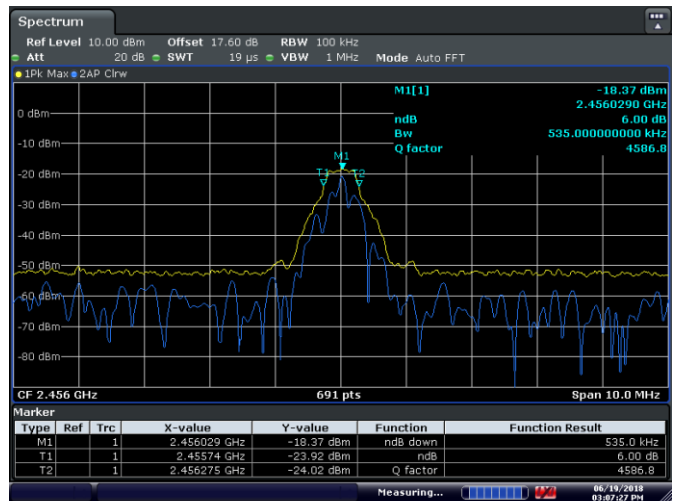 Spectrum
Ref Level 10.00 dBm Offset 17.60 dB RBW 100 kHz
Att 20 dB SWT 19 µs VBW 1 MHz Mode Auto FFT
1Pk Max 2AP Clrw
M1[1] -18.37 dBm
2.4560290 GHz
ndB 6.00 dB
Bw 535.000000000 kHz
Q factor 4586.8
0 dBm
-10 dBm
M1
T1 T2
-20 dBm
-30 dBm
-40 dBm
-50 dBm
-60 dBm
-70 dBm
-80 dBm
CF 2.456 GHz 691 pts Span 10.0 MHz
Marker
Type Ref Trc X-value Y-value Function Function Result
M1 1 2.456029 GHz -18.37 dBm ndB down 535.0 kHz
T1 1 2.45574 GHz -23.92 dBm ndB 6.00 dB
T2 1 2.456275 GHz -24.02 dBm Q factor 4586.8
Measuring... 06/19/2018
03:07:27 PM